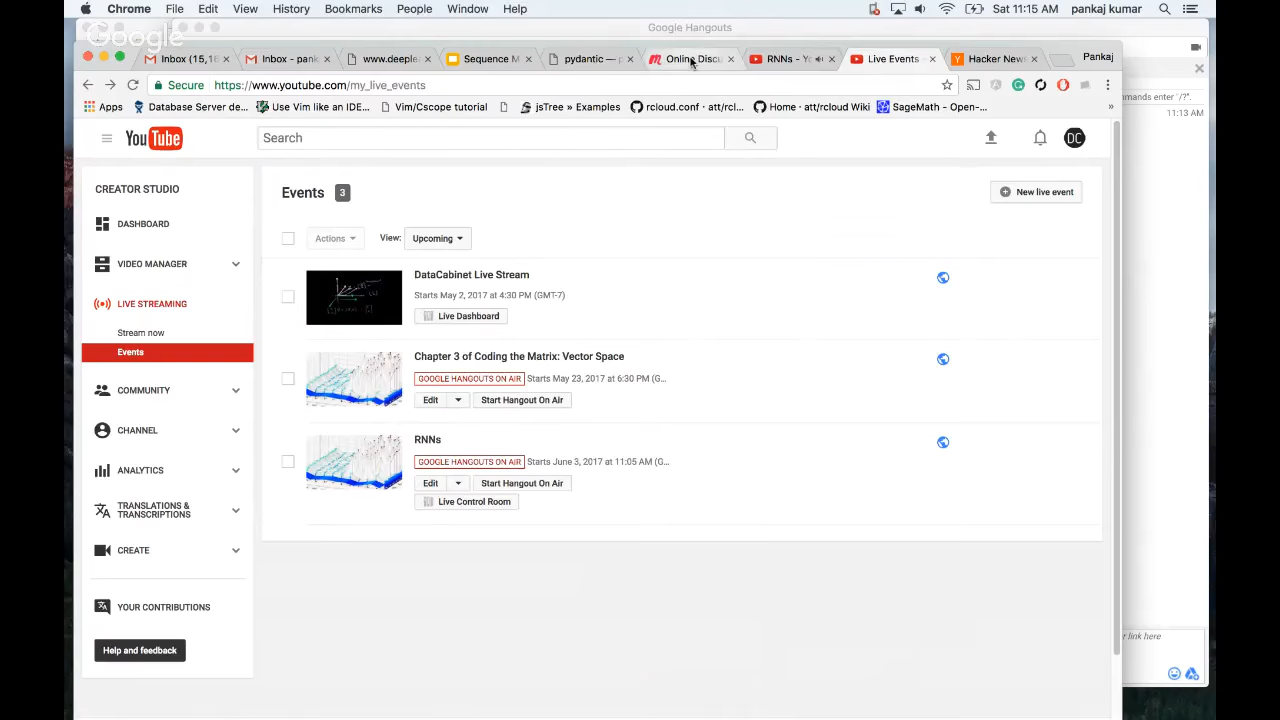 Chrome File Edit View History Bookmarks People Window Help Sun 11:15 AM pankaj kumar
Google
Google Hangouts
Inbox (15,16 Inbox - pank www.deeple Sequence M pydantic — p Online Discu RNNs - Y Live Events Hacker News Pankaj
Secure https://www.youtube.com/my_live_events
Apps Database Server de... Use Vim like an IDE... Vim/Cscope tutorial jsTree » Examples rcloud.conf · att/rcl... Home · att/rcloud Wiki SageMath - Open-... »
mmands enter '/?'.
11:13 AM
YouTube Search DC
CREATOR STUDIO
Events 3
New live event
DASHBOARD
Actions View: Upcoming
VIDEO MANAGER
DataCabinet Live Stream
Starts May 2, 2017 at 4:30 PM (GMT-7)
LIVE STREAMING
Live Dashboard
Stream now
Events
Chapter 3 of Coding the Matrix: Vector Space
GOOGLE HANGOUTS ON AIR Starts May 23, 2017 at 6:30 PM (G...
COMMUNITY
Edit Start Hangout On Air
CHANNEL
RNNs
GOOGLE HANGOUTS ON AIR Starts June 3, 2017 at 11:05 AM (G...
ANALYTICS
Edit Start Hangout On Air
Live Control Room
TRANSLATIONS &
TRANSCRIPTIONS
CREATE
YOUR CONTRIBUTIONS
r link here
Help and feedback